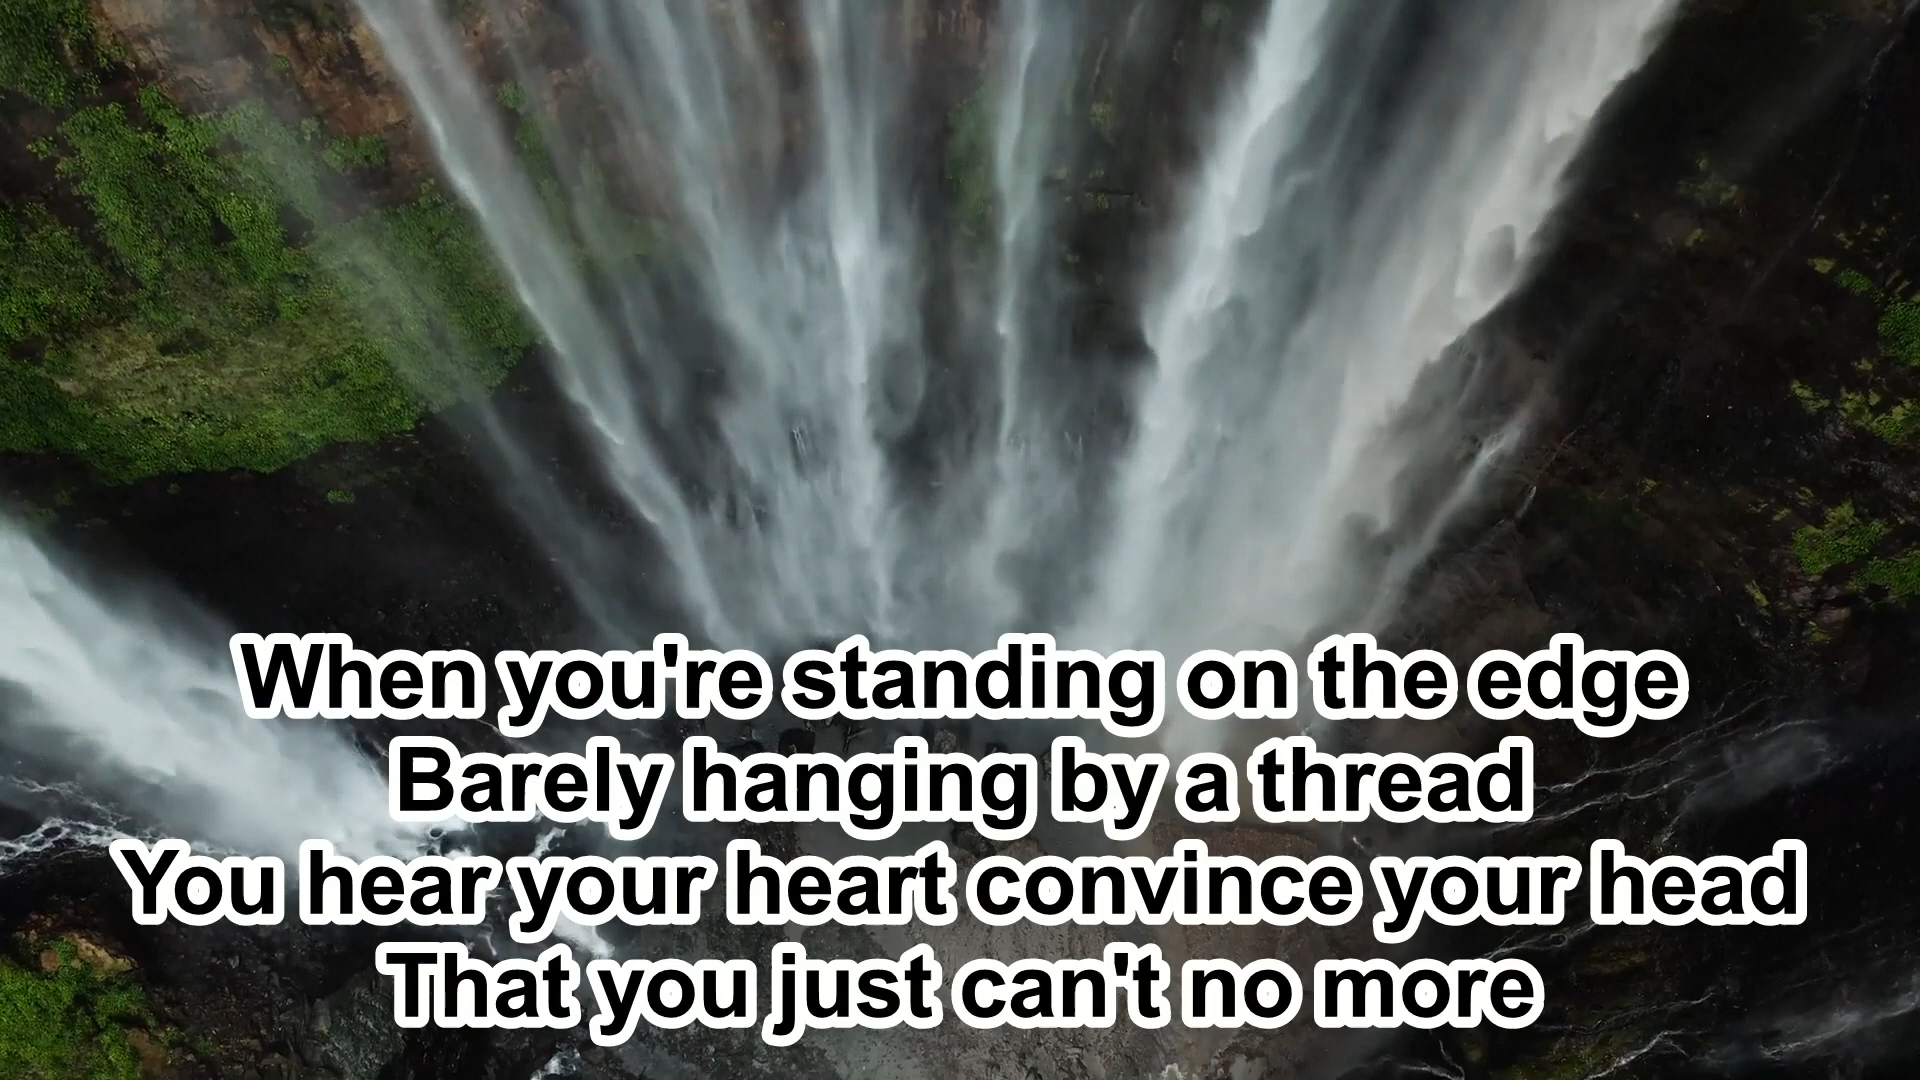 When you're standing on the edge
Barely hanging by a thread
You hear your heart convince your head
That you just can't no more